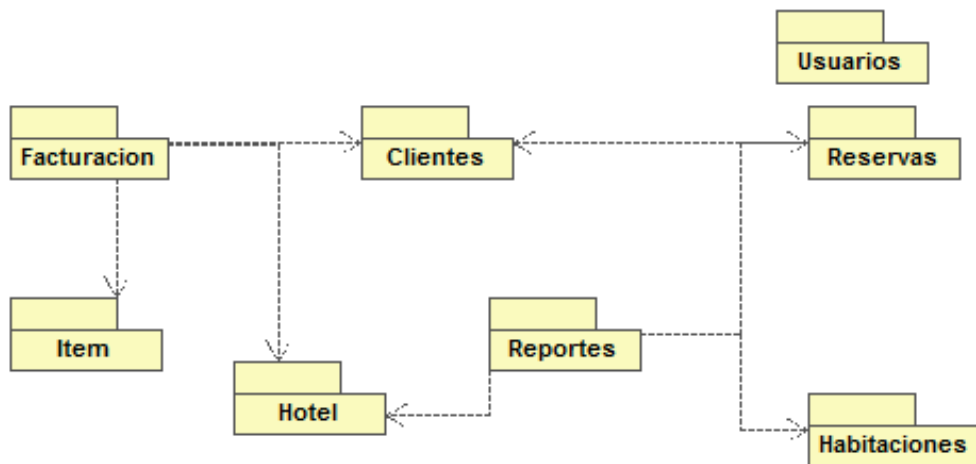 Usuarios
Facturacion
Clientes
Reservas
Item
Reportes
Hotel
Habitaciones